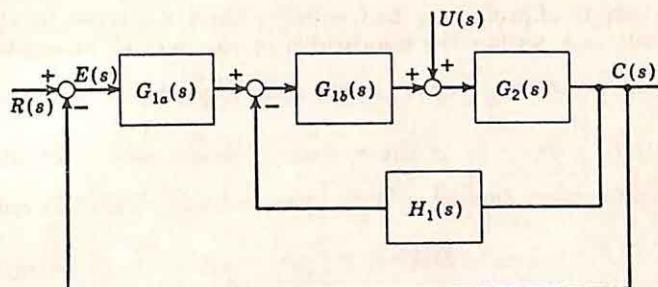 U(s)
+ E(s) + + + C(s)
R(s) − G1a(s) − G1b(s) G2(s)
H1(s)